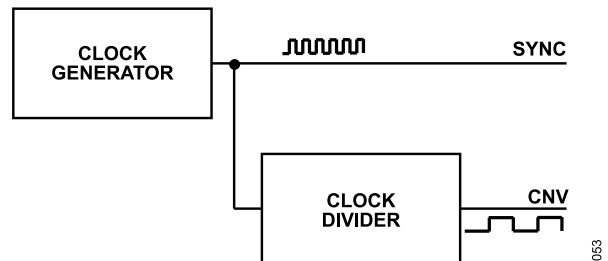 CLOCK
GENERATOR
SYNC
CLOCK
DIVIDER
CNV
053